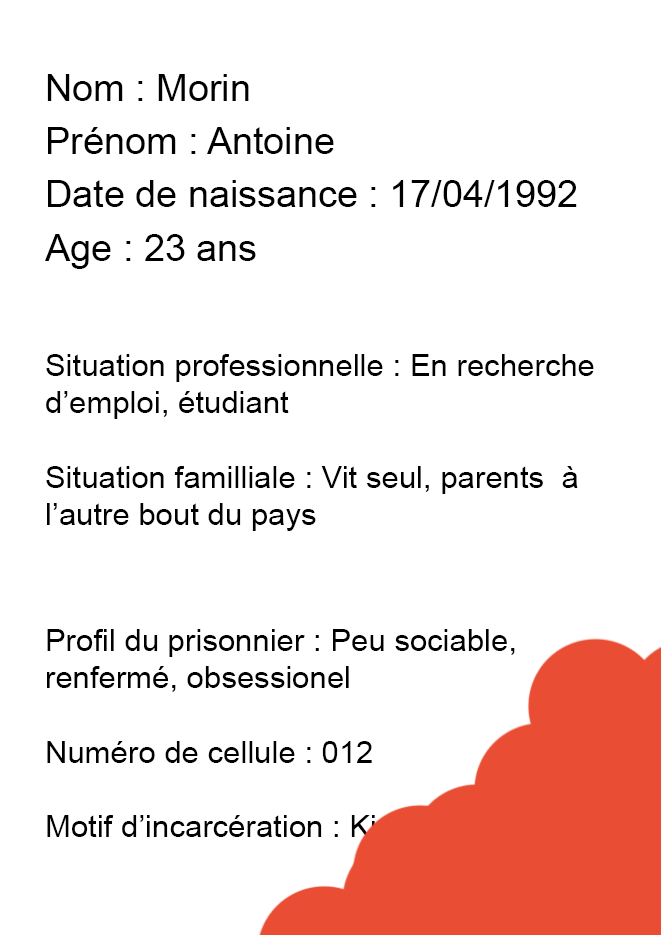 Nom : Morin
Prénom : Antoine
Date de naissance : 17/04/1992
Age : 23 ans
Situation professionnelle : En recherche
d’emploi, étudiant
Situation familliale : Vit seul, parents  à
l’autre bout du pays
Profil du prisonnier : Peu sociable,
renfermé, obsessionel
Numéro de cellule : 012
Motif d’incarcération :